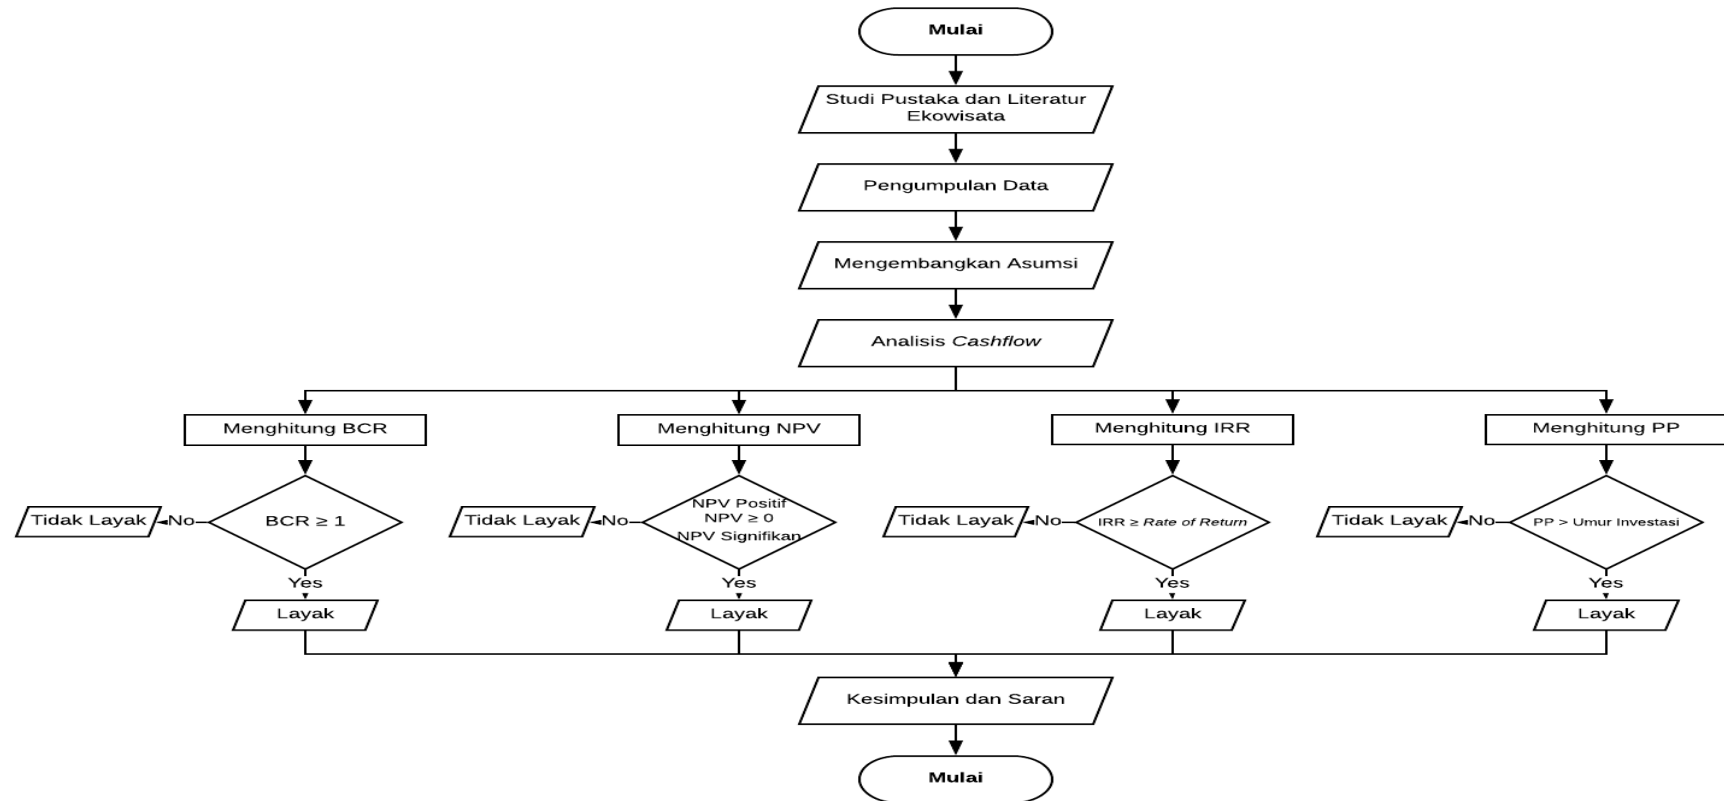 Mulai
Studi Pustaka dan Literatur
Ekowisata
Pengumpulan Data
Mengembangkan Asumsi
Analisis Cashflow
Menghitung BCR
Menghitung NPV
Menghitung IRR
Menghitung PP
Tidak Layak
No
BCR ≥ 1
Tidak Layak
No
NPV Positif
NPV ≥ 0
NPV Signifikan
Tidak Layak
No
IRR ≥ Rate of Return
Tidak Layak
No
PP > Umur Investasi
Yes
Yes
Yes
Yes
Layak
Layak
Layak
Layak
Kesimpulan dan Saran
Mulai